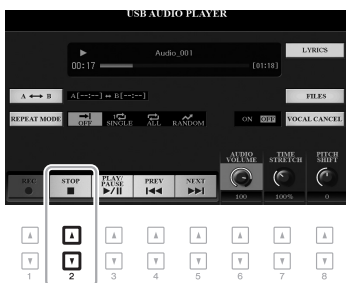 USB AUDIO PLAYER
Audio_001
00:17
[01:18]
LYRICS
A ⟷ B
A[--:--] ↔ B[--:--]
FILES
REPEAT MODE
OFF
1 SINGLE
ALL
RANDOM
ON OFF
VOCAL CANCEL
AUDIO VOLUME
TIME STRETCH
PITCH SHIFT
REC
STOP
PLAY/PAUSE
PREV
NEXT
100
100%
0
1 2 3 4 5 6 7 8